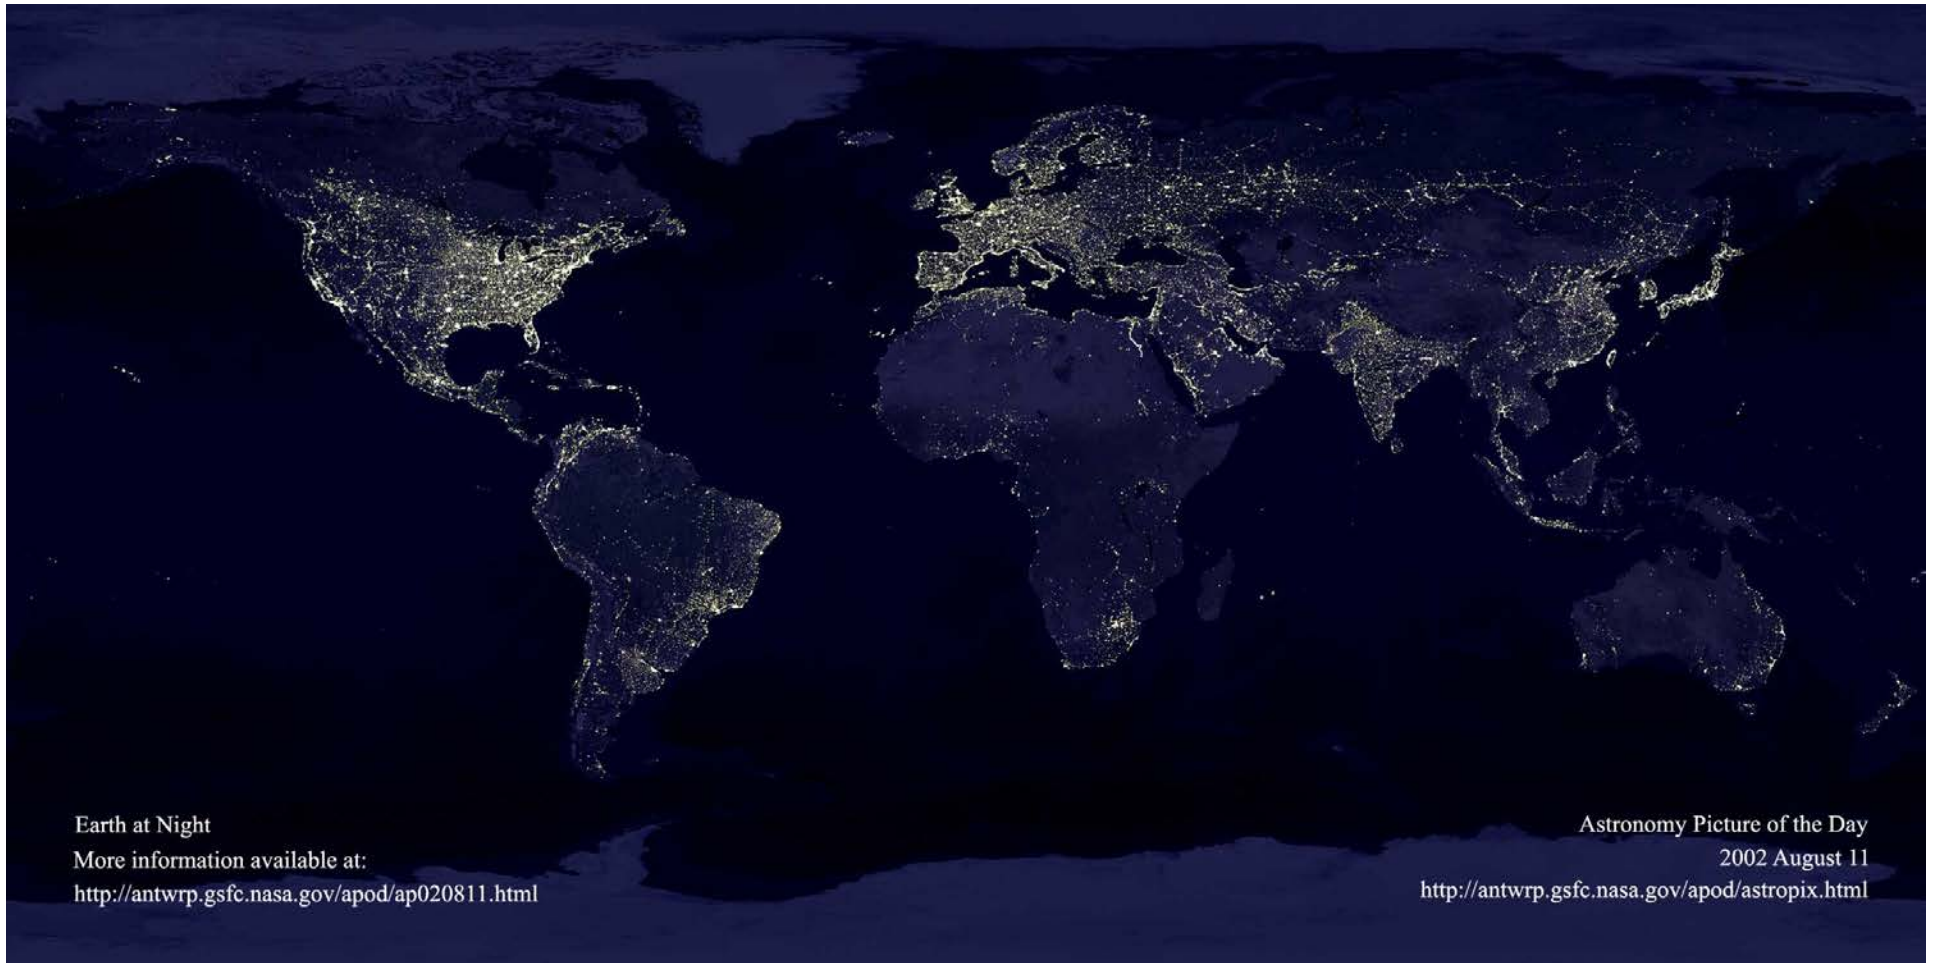 Earth at Night
More information available at:
http://antwrp.gsfc.nasa.gov/apod/ap020811.html
Astronomy Picture of the Day
2002 August 11
http://antwrp.gsfc.nasa.gov/apod/astropix.html